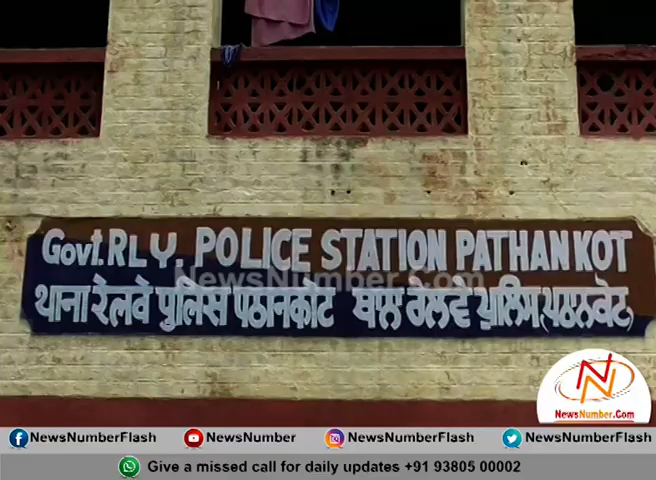 Govt. RLY. POLICE STATION PATHANKOT
थाना रेलवे पुलिस पठानकोट ਥਾਨਾ ਰੇਲਵੇ ਪੁਲਿਸ ਪਠਾਨਕੋਟ
NewsNumber.Com
NewsNumber.Com
NewsNumberFlash NewsNumber NewsNumberFlash NewsNumberFlash
Give a missed call for daily updates +91 93805 00002